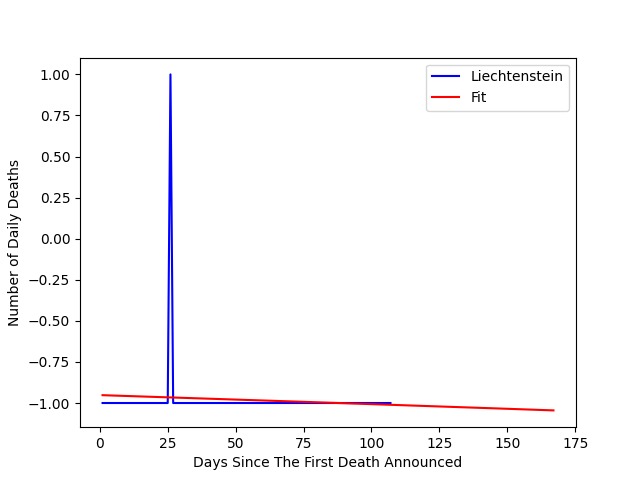 Liechtenstein
Fit
1.00
0.75
0.50
0.25
0.00
−0.25
−0.50
−0.75
−1.00
Number of Daily Deaths
0 25 50 75 100 125 150 175
Days Since The First Death Announced